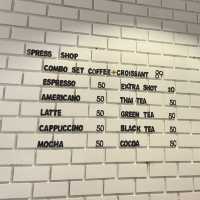 SPRESS SHOP
COMBO SET COFFEE+CROISSANT 89
ESPRESSO 50
AMERICANO 50
LATTE 50
CAPPUCCINO 50
MOCHA 50
EXTRA SHOT 20
THAI TEA 50
GREEN TEA 50
BLACK TEA 50
COCOA 50